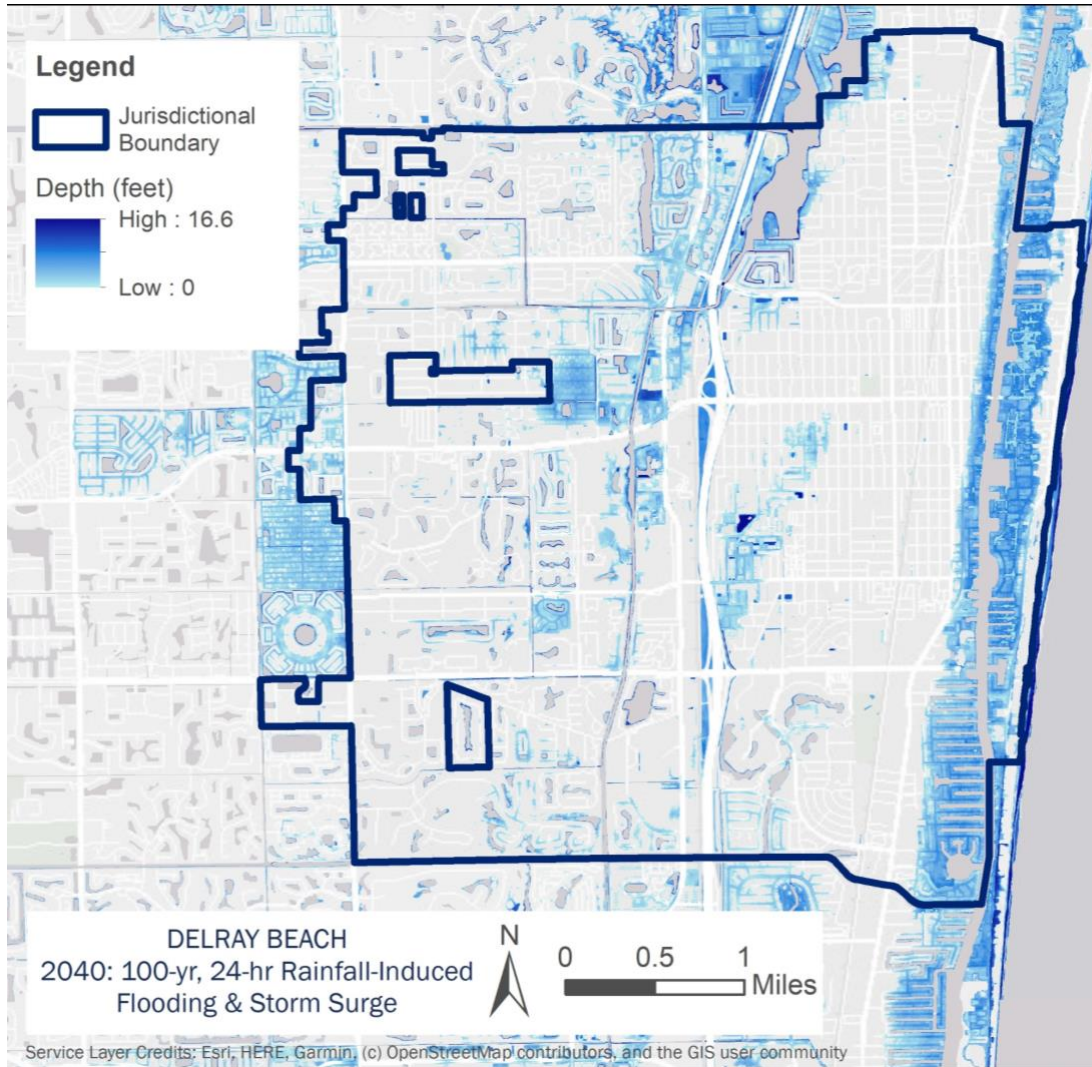 Legend
Jurisdictional
Boundary
Depth (feet)
High : 16.6
Low : 0
DELRAY BEACH
2040: 100-yr, 24-hr Rainfall-Induced
Flooding & Storm Surge
N
0 0.5 1
Miles
Service Layer Credits: Esri, HERE, Garmin, (c) OpenStreetMap contributors, and the GIS user community